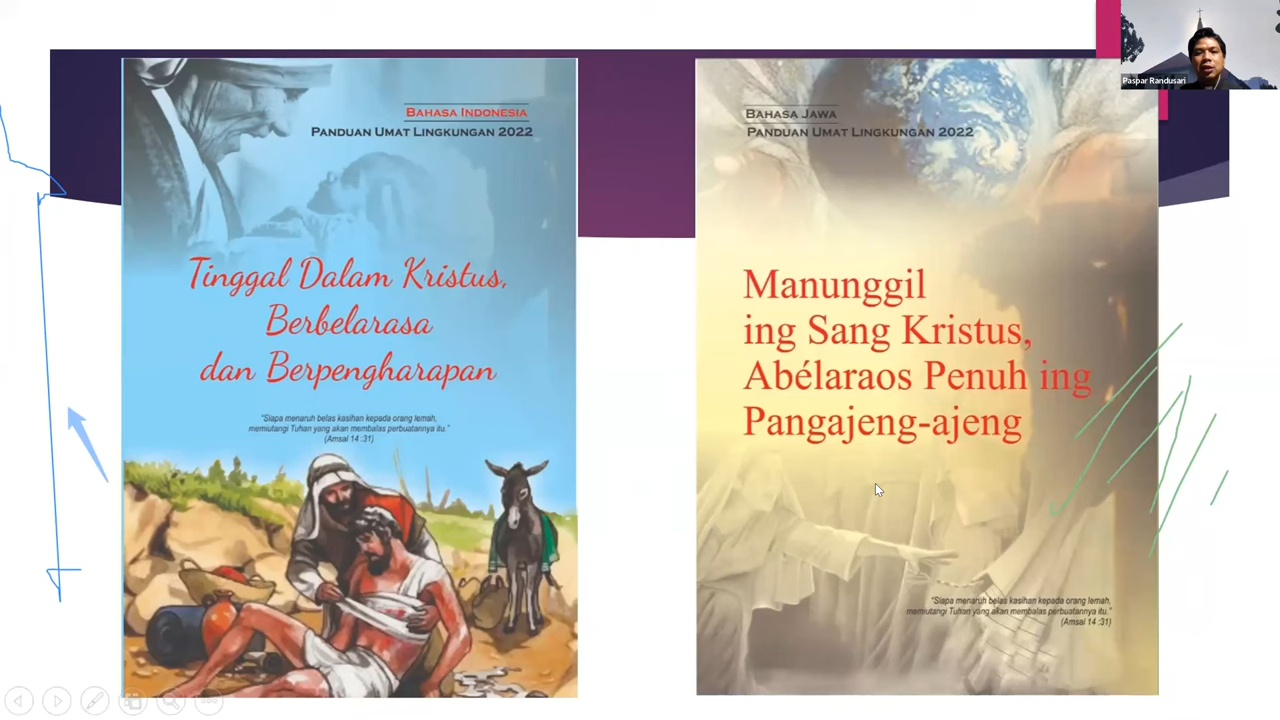 BAHASA INDONESIA
PANDUAN UMAT LINGKUNGAN 2022
Tinggal Dalam Kristus,
Berbelarasa
dan Berpengharapan
"Siapa menaruh belas kasihan kepada orang lemah,
memiutangi Tuhan yang akan membalas perbuatannya itu."
(Amsal 14 :31)
BAHASA JAWA
PANDUAN UMAT LINGKUNGAN 2022
Manunggil
ing Sang Kristus,
Abélaraos Penuh ing
Pangajeng-ajeng
"Siapa menaruh belas kasihan kepada orang lemah,
memiutangi Tuhan yang akan membalas perbuatannya itu."
(Amsal 14 :31)
Paspar Randusari